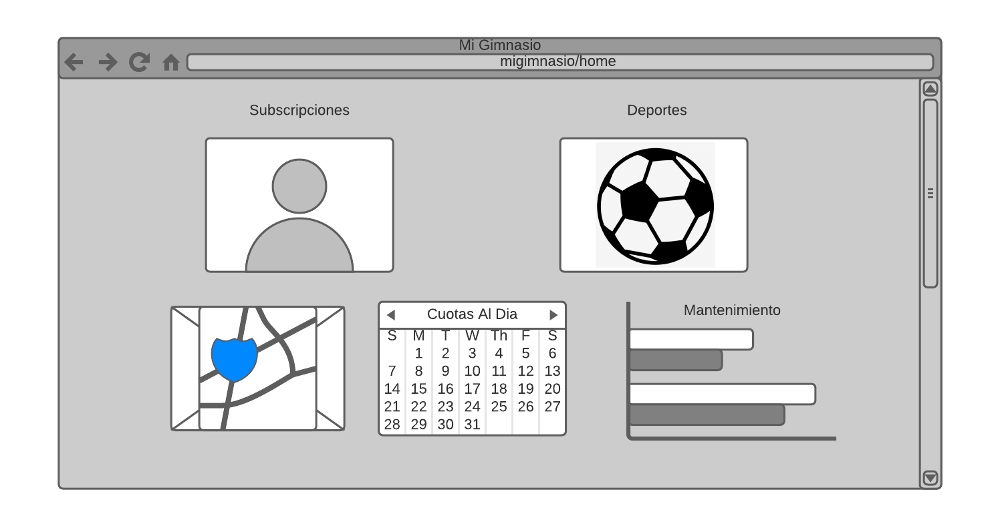 Mi Gimnasio
migimnasio/home
Subscripciones
Deportes
Cuotas Al Dia
S M T W Th F S
1 2 3 4 5 6
7 8 9 10 11 12 13
14 15 16 17 18 19 20
21 22 23 24 25 26 27
28 29 30 31
Mantenimiento